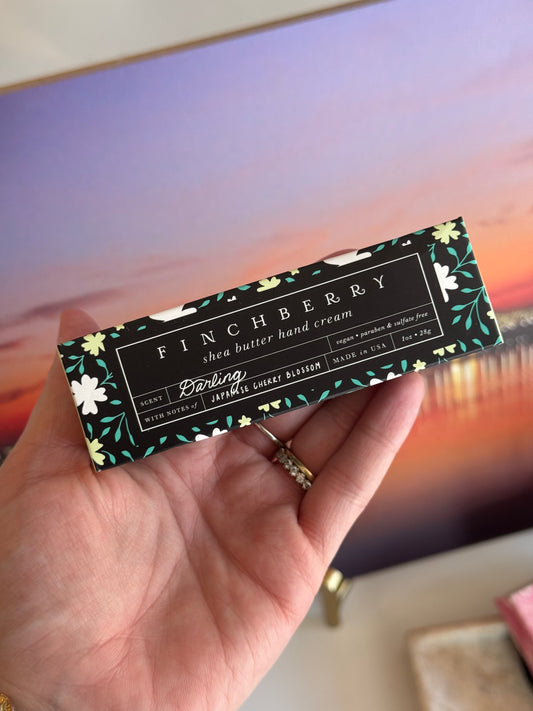 FINCHBERRY
shea butter hand cream
SCENT Darling vegan • paraben & sulfate free
WITH NOTES of JAPANESE CHERRY BLOSSOM MADE in USA 1oz • 28g